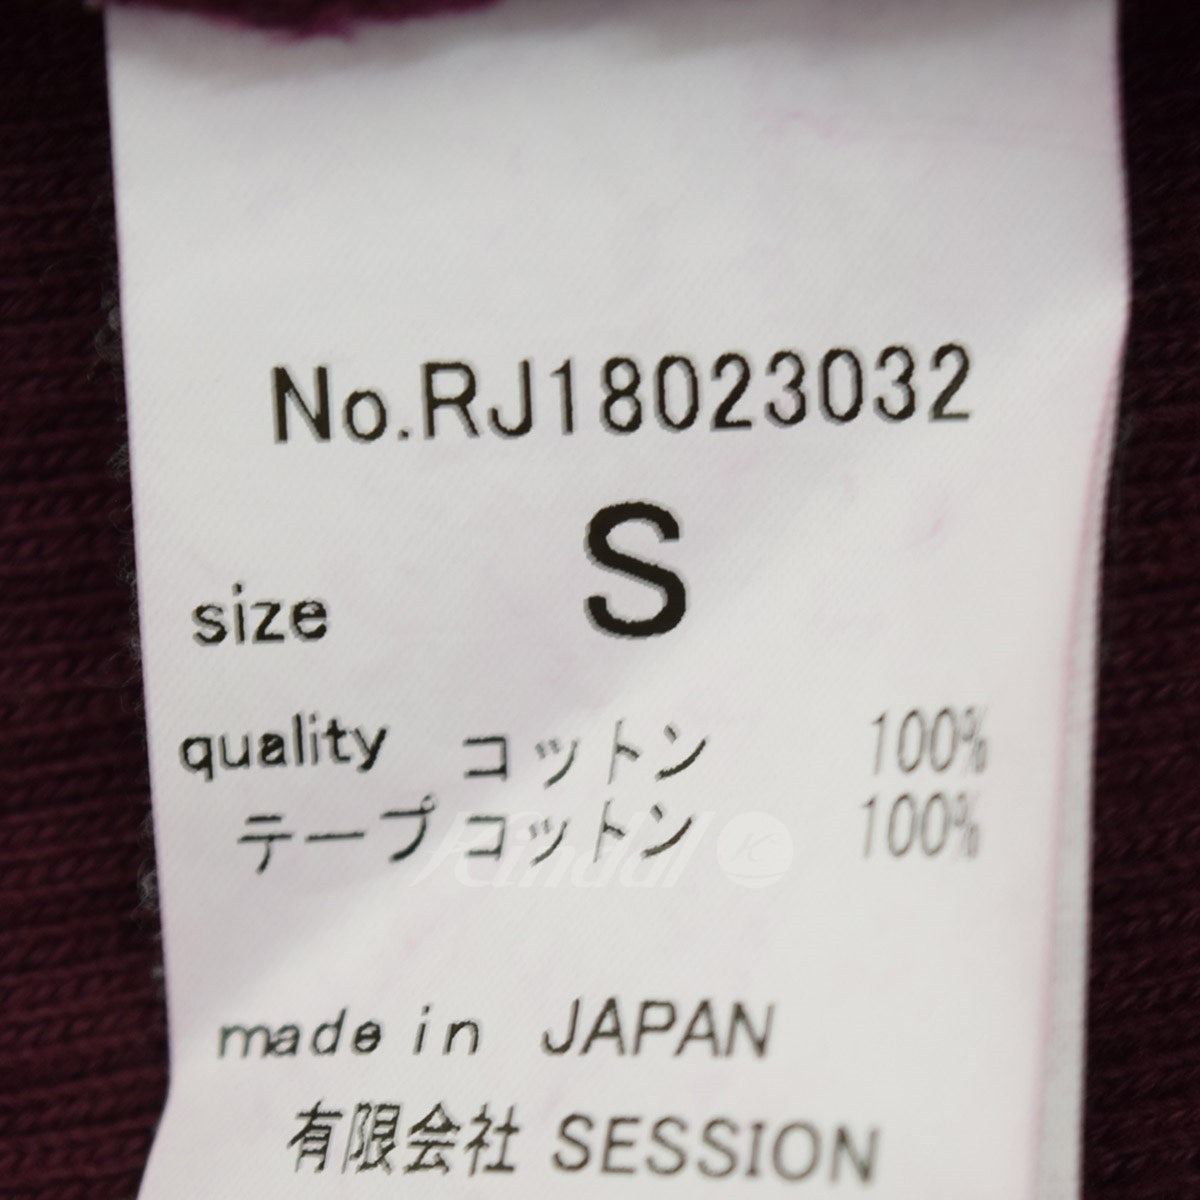 No.RJ18023032
S
size
quality コットン 100%
テープコットン 100%
Kindal
made in JAPAN
有限会社 SESSION